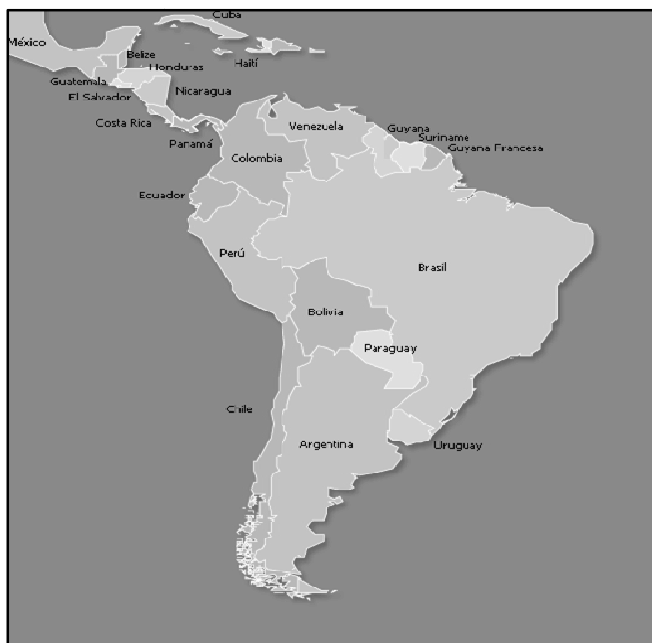 Cuba
México
Belize
Honduras
Haití
Guatemala
El Salvador
Nicaragua
Costa Rica
Panamá
Venezuela
Guyana
Suriname
Guyana Francesa
Colombia
Ecuador
Perú
Brasil
Bolivia
Paraguay
Chile
Argentina
Uruguay